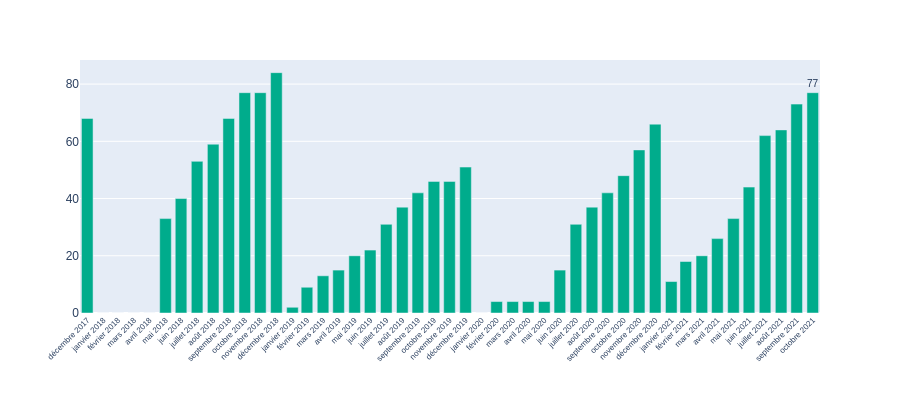 80
60
40
20
0
77
décembre 2017
janvier 2018
février 2018
mars 2018
avril 2018
mai 2018
juin 2018
juillet 2018
août 2018
septembre 2018
octobre 2018
novembre 2018
décembre 2018
janvier 2019
février 2019
mars 2019
avril 2019
mai 2019
juin 2019
juillet 2019
août 2019
septembre 2019
octobre 2019
novembre 2019
décembre 2019
janvier 2020
février 2020
mars 2020
avril 2020
mai 2020
juin 2020
juillet 2020
août 2020
septembre 2020
octobre 2020
novembre 2020
décembre 2020
janvier 2021
février 2021
mars 2021
avril 2021
mai 2021
juin 2021
juillet 2021
août 2021
septembre 2021
octobre 2021